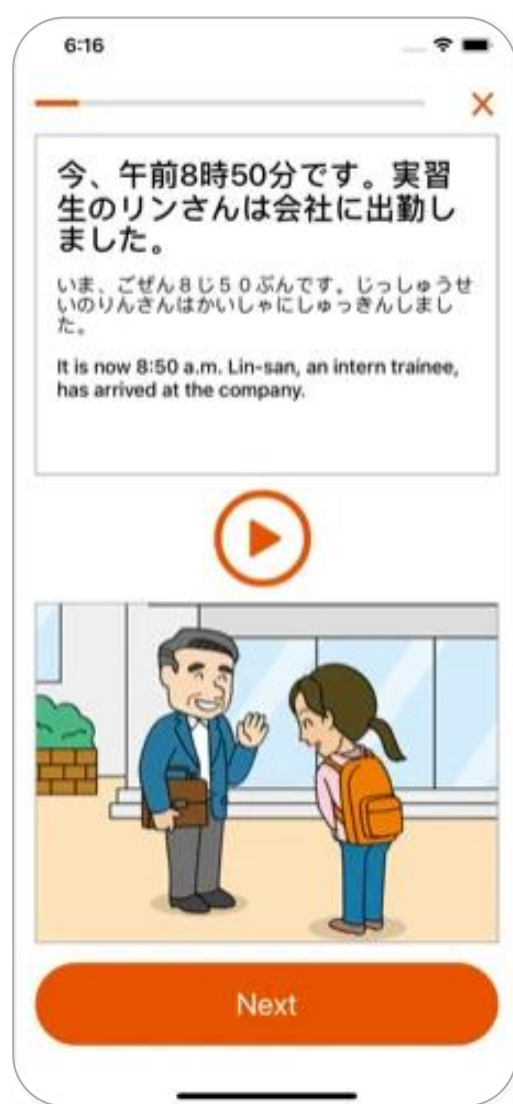 6:16
今、午前8時50分です。実習
生のリンさんは会社に出勤し
ました。
いま、ごぜん8じ50ぷんです。じっしゅうせ
いのりんさんはかいしゃにしゅっきんしまし
た。
It is now 8:50 a.m. Lin-san, an intern trainee,
has arrived at the company.
Next